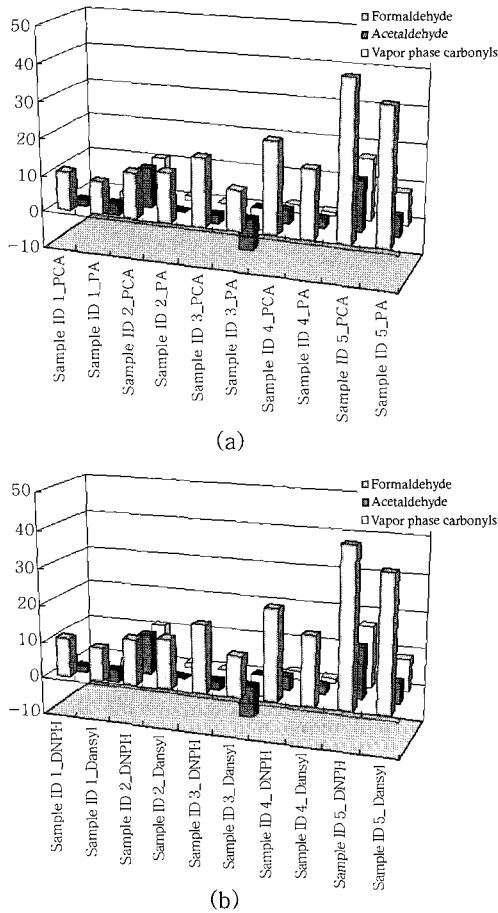 50
40
30
20
10
0
-10
Formaldehyde
Acetaldehyde
Vapor phase carbonyls
Sample ID 1_PCA
Sample ID 1_PA
Sample ID 2_PCA
Sample ID 2_PA
Sample ID 3_PCA
Sample ID 3_PA
Sample ID 4_PCA
Sample ID 4_PA
Sample ID 5_PCA
Sample ID 5_PA
(a)
50
40
30
20
10
0
-10
Formaldehyde
Acetaldehyde
Vapor phase carbonyls
Sample ID 1_DNPH
Sample ID 1_Dansyl
Sample ID 2_DNPH
Sample ID 2_Dansyl
Sample ID 3_DNPH
Sample ID 3_Dansyl
Sample ID 4_DNPH
Sample ID 4_Dansyl
Sample ID 5_DNPH
Sample ID 5_Dansyl
(b)